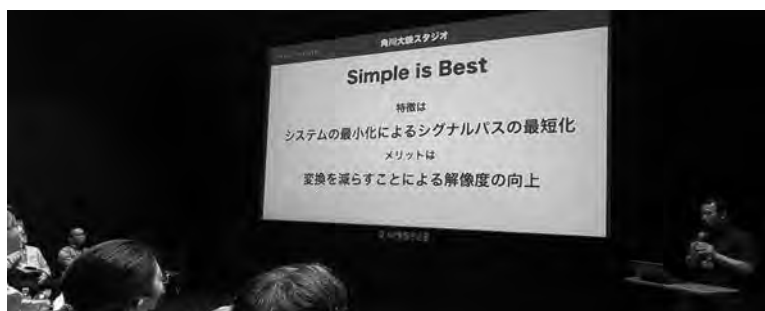 角川大映スタジオ
Simple is Best
特徴は
システムの最小化によるシグナルパスの最短化
メリットは
変換を減らすことによる解像度の向上